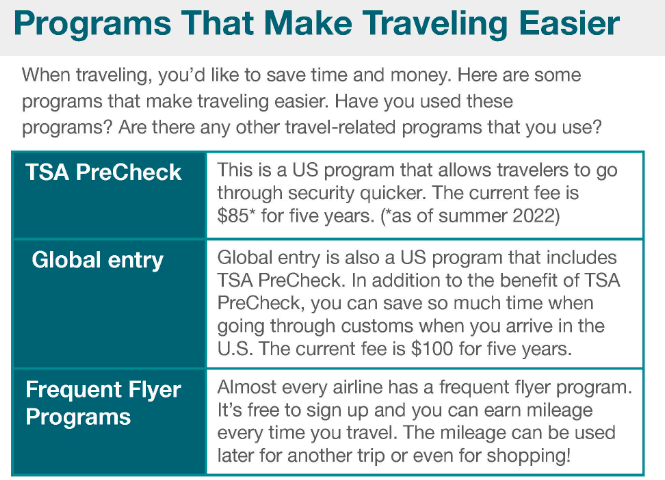 Programs That Make Traveling Easier
When traveling, you'd like to save time and money. Here are some
programs that make traveling easier. Have you used these
programs? Are there any other travel-related programs that you use?
TSA PreCheck
This is a US program that allows travelers to go
through security quicker. The current fee is
$85* for five years. (*as of summer 2022)
Global entry
Global entry is also a US program that includes
TSA PreCheck. In addition to the benefit of TSA
PreCheck, you can save so much time when
going through customs when you arrive in the
U.S. The current fee is $100 for five years.
Frequent Flyer
Programs
Almost every airline has a frequent flyer program.
It's free to sign up and you can earn mileage
every time you travel. The mileage can be used
later for another trip or even for shopping!